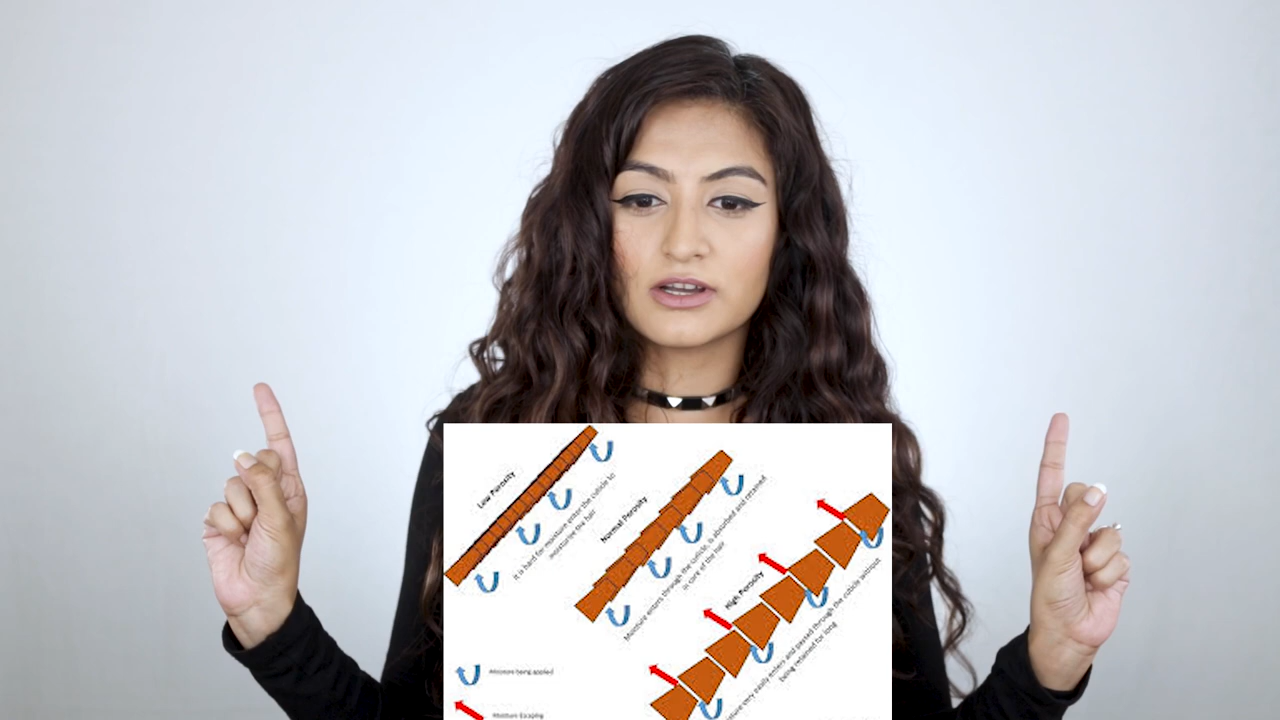 Low Porosity
It is hard for moisture enter the cuticle to
moisturise the hair
Normal Porosity
Moisture enters through the cuticle, is absorbed and retained
in core of the hair
High Porosity
very easily enters and passed through the cuticle without
being retained for long
Moisture being applied
Moisture Escaping